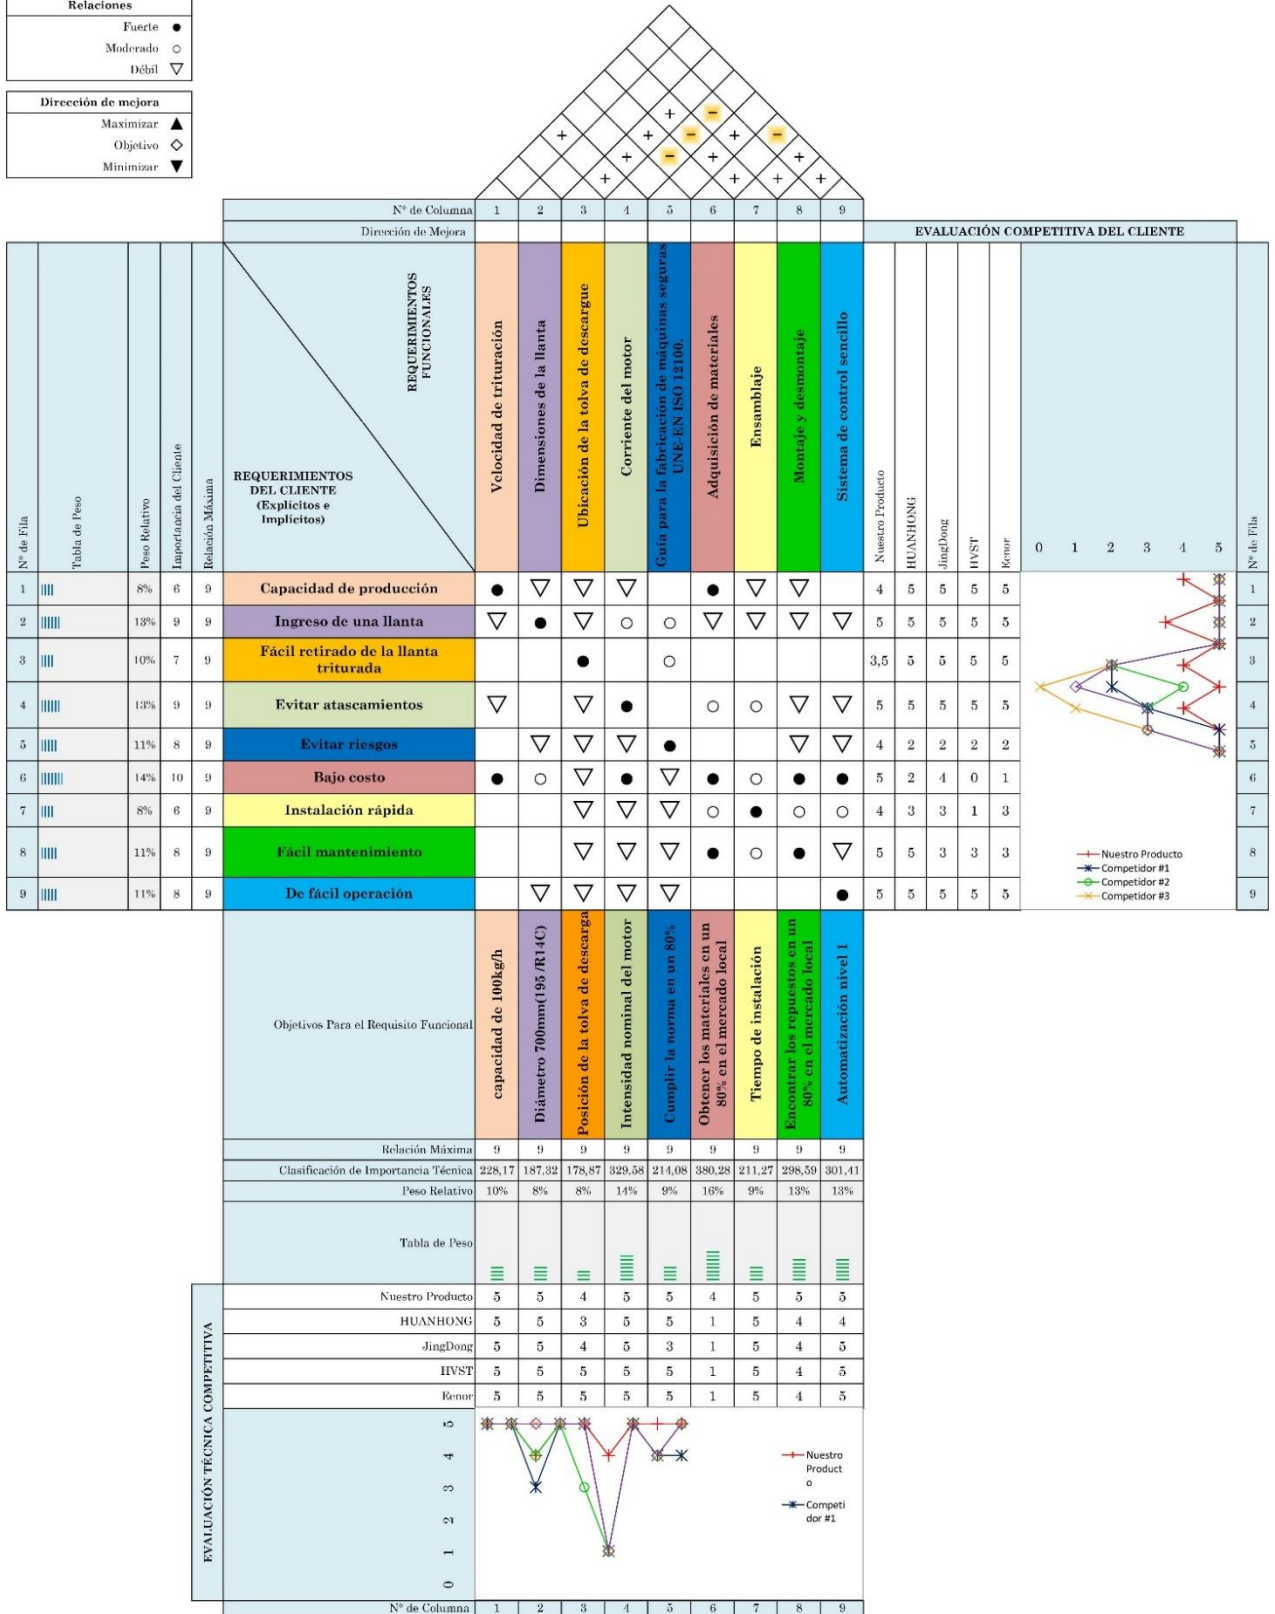 Relaciones
Fuerte ●
Moderado ○
Débil ▽
Dirección de mejora
Maximizar ▲
Objetivo ◇
Minimizar ▼
+ −
+ + − + −
+ − + +
+ + + +
N° de Columna 1 2 3 4 5 6 7 8 9
Dirección de Mejora
EVALUACIÓN COMPETITIVA DEL CLIENTE
N° de Fila
Tabla de Peso
Peso Relativo
Importancia del Cliente
Relación Máxima
REQUERIMIENTOS
FUNCIONALES
REQUERIMIENTOS
DEL CLIENTE
(Explícitos e
Implícitos)
Velocidad de trituración
Dimensiones de la llanta
Ubicación de la tolva de descargue
Corriente del motor
Guía para la fabricación de máquinas seguras
UNE-EN ISO 12100.
Adquisición de materiales
Ensamblaje
Montaje y desmontaje
Sistema de control sencillo
Nuestro Producto
HUANHONG
JingDong
HVST
Eenor
0 1 2 3 4 5
N° de Fila
1 8% 6 9 Capacidad de producción ● ▽ ▽ ▽ ● ▽ ▽ 4 5 5 5 5 1
2 13% 9 9 Ingreso de una llanta ▽ ● ▽ ○ ○ ▽ ▽ ▽ ▽ 5 5 5 5 5 2
3 10% 7 9 Fácil retirado de la llanta
triturada ● ○ 3,5 5 5 5 5 3
4 13% 9 9 Evitar atascamientos ▽ ▽ ● ○ ○ ▽ ▽ 5 5 5 5 5 4
5 11% 8 9 Evitar riesgos ▽ ▽ ▽ ● ▽ ▽ 4 2 2 2 2 5
6 14% 10 9 Bajo costo ● ○ ▽ ● ▽ ● ○ ● ● 5 2 4 0 1 6
7 8% 6 9 Instalación rápida ▽ ▽ ▽ ○ ● ○ ○ 4 3 3 1 3 7
8 11% 8 9 Fácil mantenimiento ▽ ▽ ▽ ● ○ ● ▽ 5 5 3 3 3 8
9 11% 8 9 De fácil operación ▽ ▽ ▽ ▽ ● 5 5 5 5 5 9
Nuestro Producto
Competidor #1
Competidor #2
Competidor #3
Objetivos Para el Requisito Funcional
capacidad de 100kg/h
Diámetro 700mm(195 /R14C)
Posición de la tolva de descarga
Intensidad nominal del motor
Cumplir la norma en un 80%
Obtener los materiales en un
80% en el mercado local
Tiempo de instalación
Encontrar los repuestos en un
80% en el mercado local
Automatización nivel 1
Relación Máxima 9 9 9 9 9 9 9 9 9
Clasificación de Importancia Técnica 228,17 187,32 178,87 329,58 214,08 380,28 211,27 298,59 301,41
Peso Relativo 10% 8% 8% 14% 9% 16% 9% 13% 13%
Tabla de Peso
EVALUACIÓN TÉCNICA COMPETITIVA
Nuestro Producto 5 5 4 5 5 4 5 5 5
HUANHONG 5 5 3 5 5 1 5 4 4
JingDong 5 5 4 5 3 1 5 4 5
HVST 5 5 5 5 5 1 5 4 5
Eenor 5 5 5 5 5 1 5 4 5
5
4
3
2
1
0
Nuestro
Product
o
Competi
dor #1
N° de Columna 1 2 3 4 5 6 7 8 9